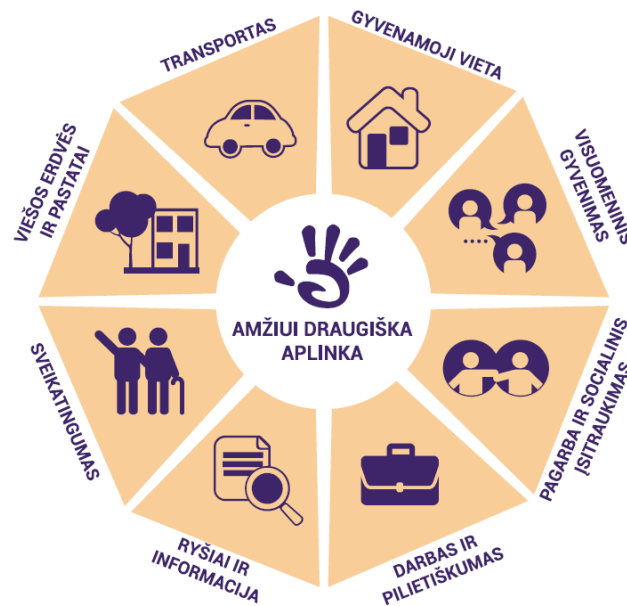 TRANSPORTAS
GYVENAMOJI VIETA
VISUOMENINIS
GYVENIMAS
PAGARBA IR SOCIALINIS
ĮSITRAUKIMAS
DARBAS IR
PILIETIŠKUMAS
RYŠIAI IR
INFORMACIJA
SVEIKATINGUMAS
VIEŠOS ERDVĖS
IR PASTATAI
AMŽIUI DRAUGIŠKA
APLINKA